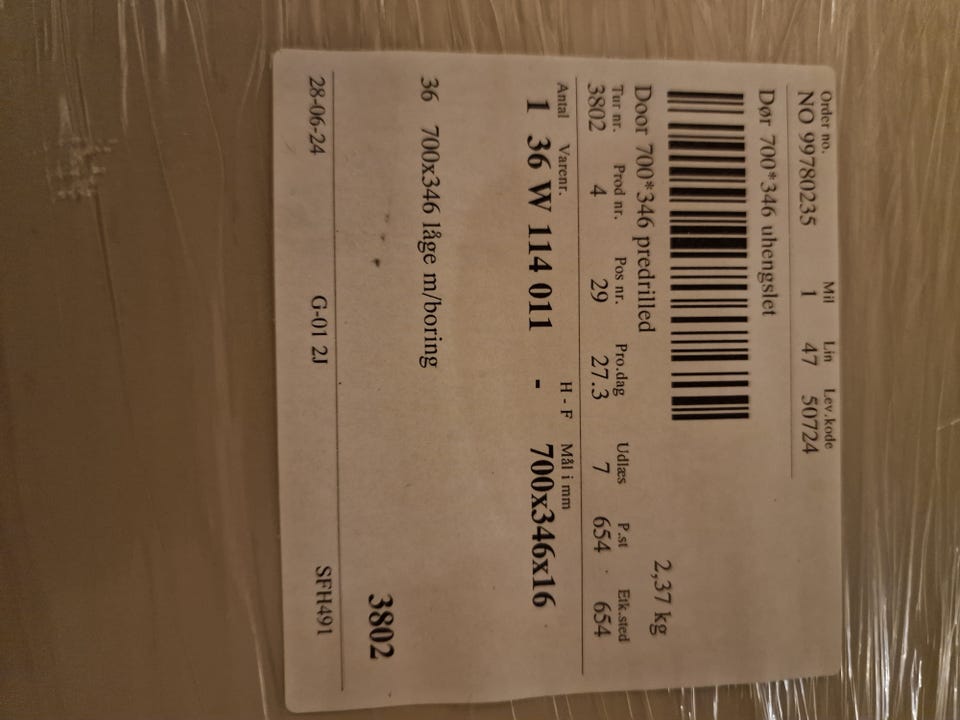 Order no. Mil Lin Lev.kode
NO 99780235 1 47 50724
Dør 700*346 uhengslet
Door 700*346 predrilled 2,37 kg
Tur nr. Prod nr. Pos nr. Pro.dag Udlæs P.st Etk.sted
3802 4 29 27.3 7 654 654
Antal Varenr. H - F Mål i mm
1 36 W 114 011 - 700x346x16
36 700x346 låge m/boring
3802
28-06-24 G-01 2J SFH491